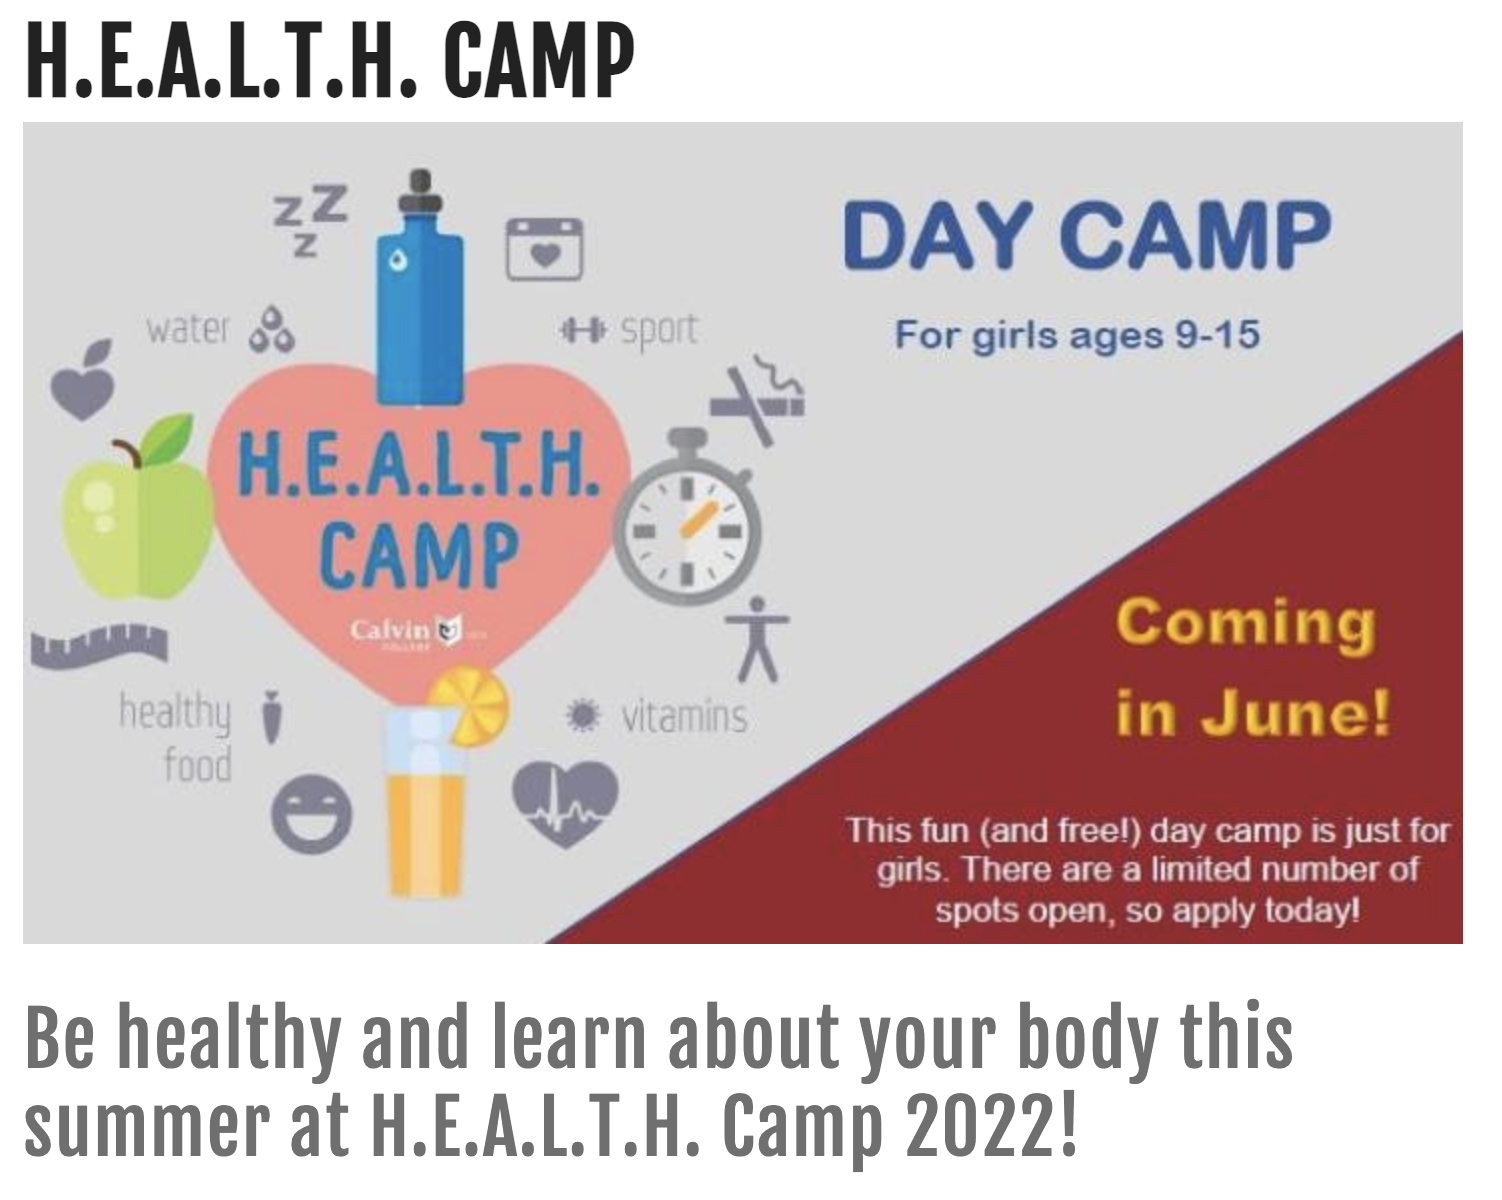 H.E.A.L.T.H. CAMP
zZz
water
sport
H.E.A.L.T.H.
CAMP
Calvin
COLLEGE
healthy
food
vitamins
DAY CAMP
For girls ages 9-15
Coming
in June!
This fun (and free!) day camp is just for
girls. There are a limited number of
spots open, so apply today!
Be healthy and learn about your body this
summer at H.E.A.L.T.H. Camp 2022!